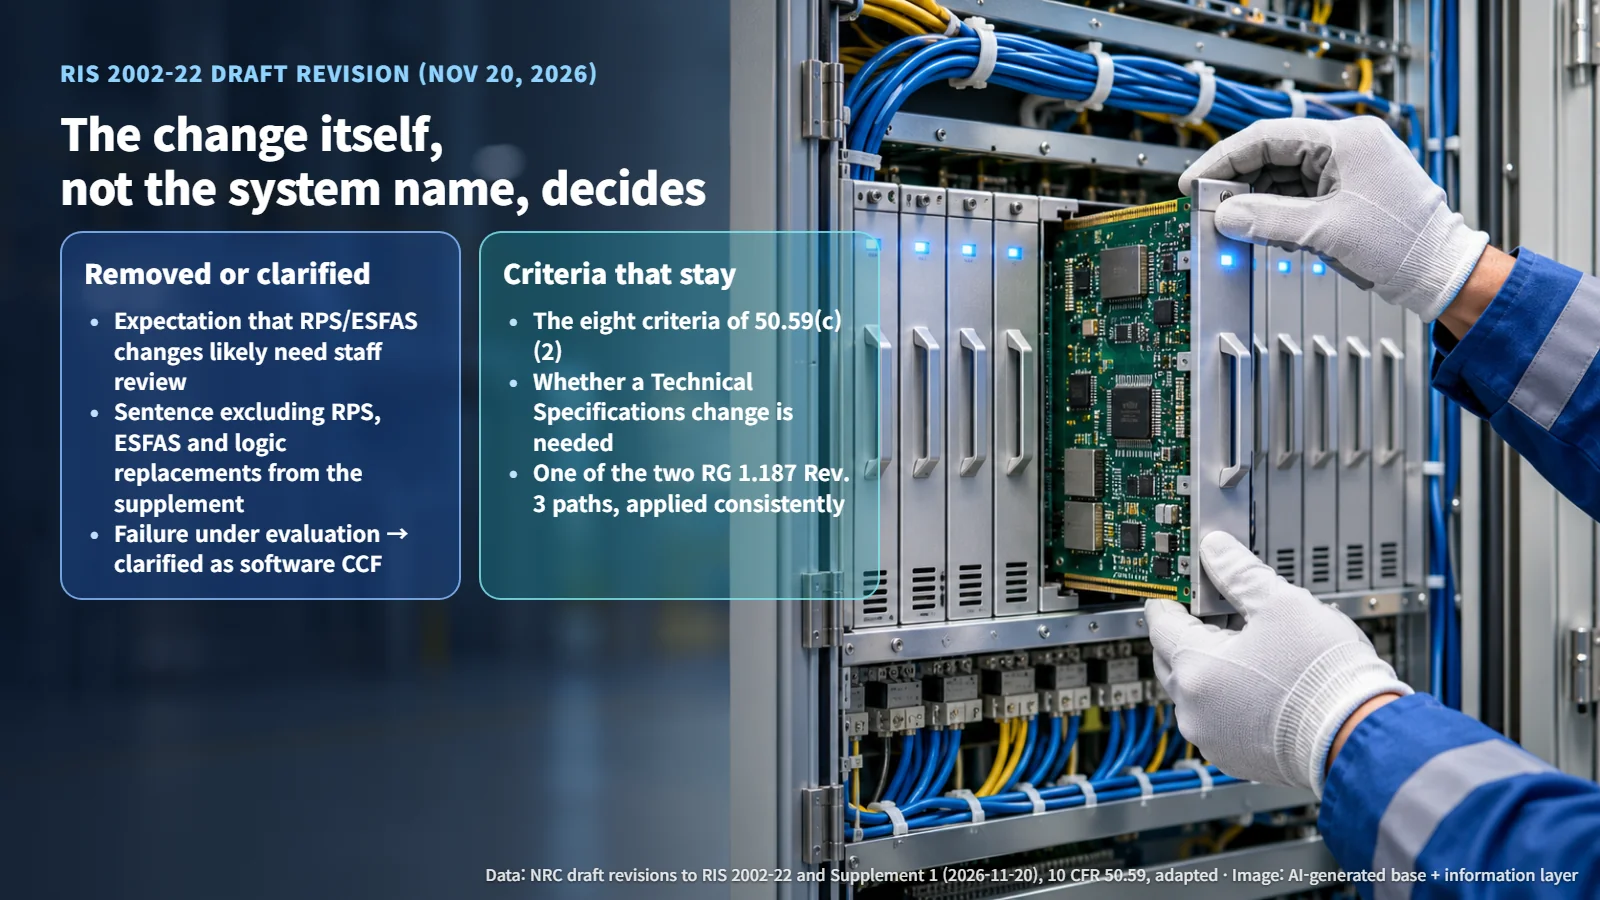 RIS 2002-22 DRAFT REVISION (NOV 20, 2026)
The change itself,
not the system name, decides
Removed or clarified
• Expectation that RPS/ESFAS
changes likely need staff
review
• Sentence excluding RPS,
ESFAS and logic
replacements from the
supplement
• Failure under evaluation →
clarified as software CCF
Criteria that stay
• The eight criteria of 50.59(c)
(2)
• Whether a Technical
Specifications change is
needed
• One of the two RG 1.187 Rev.
3 paths, applied consistently
Data: NRC draft revisions to RIS 2002-22 and Supplement 1 (2026-11-20), 10 CFR 50.59, adapted · Image: AI-generated base + information layer